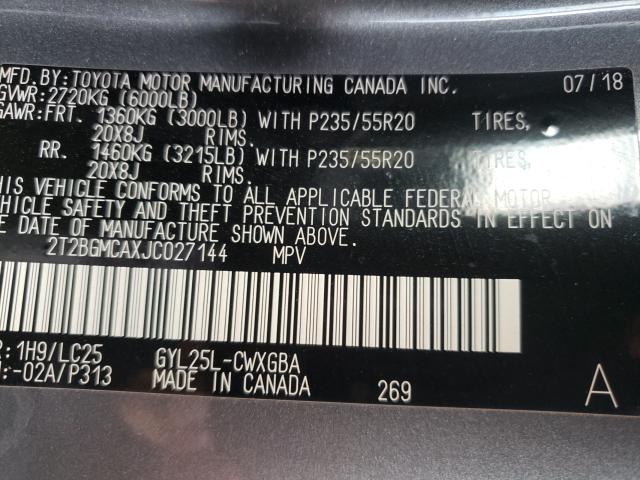 MFD.BY:TOYOTA MOTOR MANUFACTURING CANADA INC. 07/18
GVWR:2720KG (6000LB)
GAWR:FRT. 1360KG (3000LB) WITH P235/55R20 TIRES,
20X8J RIMS.
RR. 1460KG (3215LB) WITH P235/55R20 TIRES,
20X8J RIMS.
HIS VEHICLE CONFORMS TO ALL APPLICABLE FEDERAL MOTOR
EHICLE SAFETY AND THEFT PREVENTION STANDARDS IN EFFECT ON
E DATE OF MANUFACTURE SHOWN ABOVE.
2T2BGMCAXJC027144 MPV
R:1H9/LC25 GYL25L-CWXGBA
:-02A/P313 MADE IN CANADA 269 A